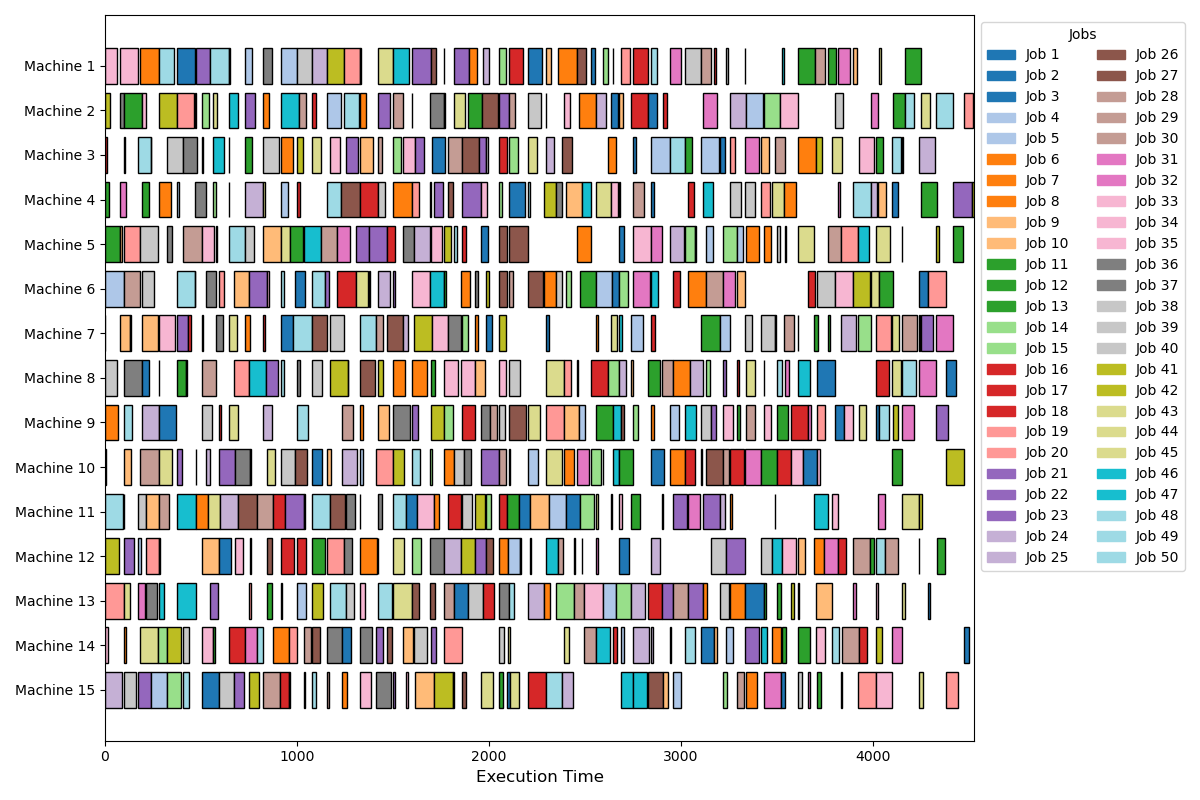 Machine 1
Machine 2
Machine 3
Machine 4
Machine 5
Machine 6
Machine 7
Machine 8
Machine 9
Machine 10
Machine 11
Machine 12
Machine 13
Machine 14
Machine 15
0 1000 2000 3000 4000
Execution Time
Jobs
Job 1
Job 2
Job 3
Job 4
Job 5
Job 6
Job 7
Job 8
Job 9
Job 10
Job 11
Job 12
Job 13
Job 14
Job 15
Job 16
Job 17
Job 18
Job 19
Job 20
Job 21
Job 22
Job 23
Job 24
Job 25
Job 26
Job 27
Job 28
Job 29
Job 30
Job 31
Job 32
Job 33
Job 34
Job 35
Job 36
Job 37
Job 38
Job 39
Job 40
Job 41
Job 42
Job 43
Job 44
Job 45
Job 46
Job 47
Job 48
Job 49
Job 50